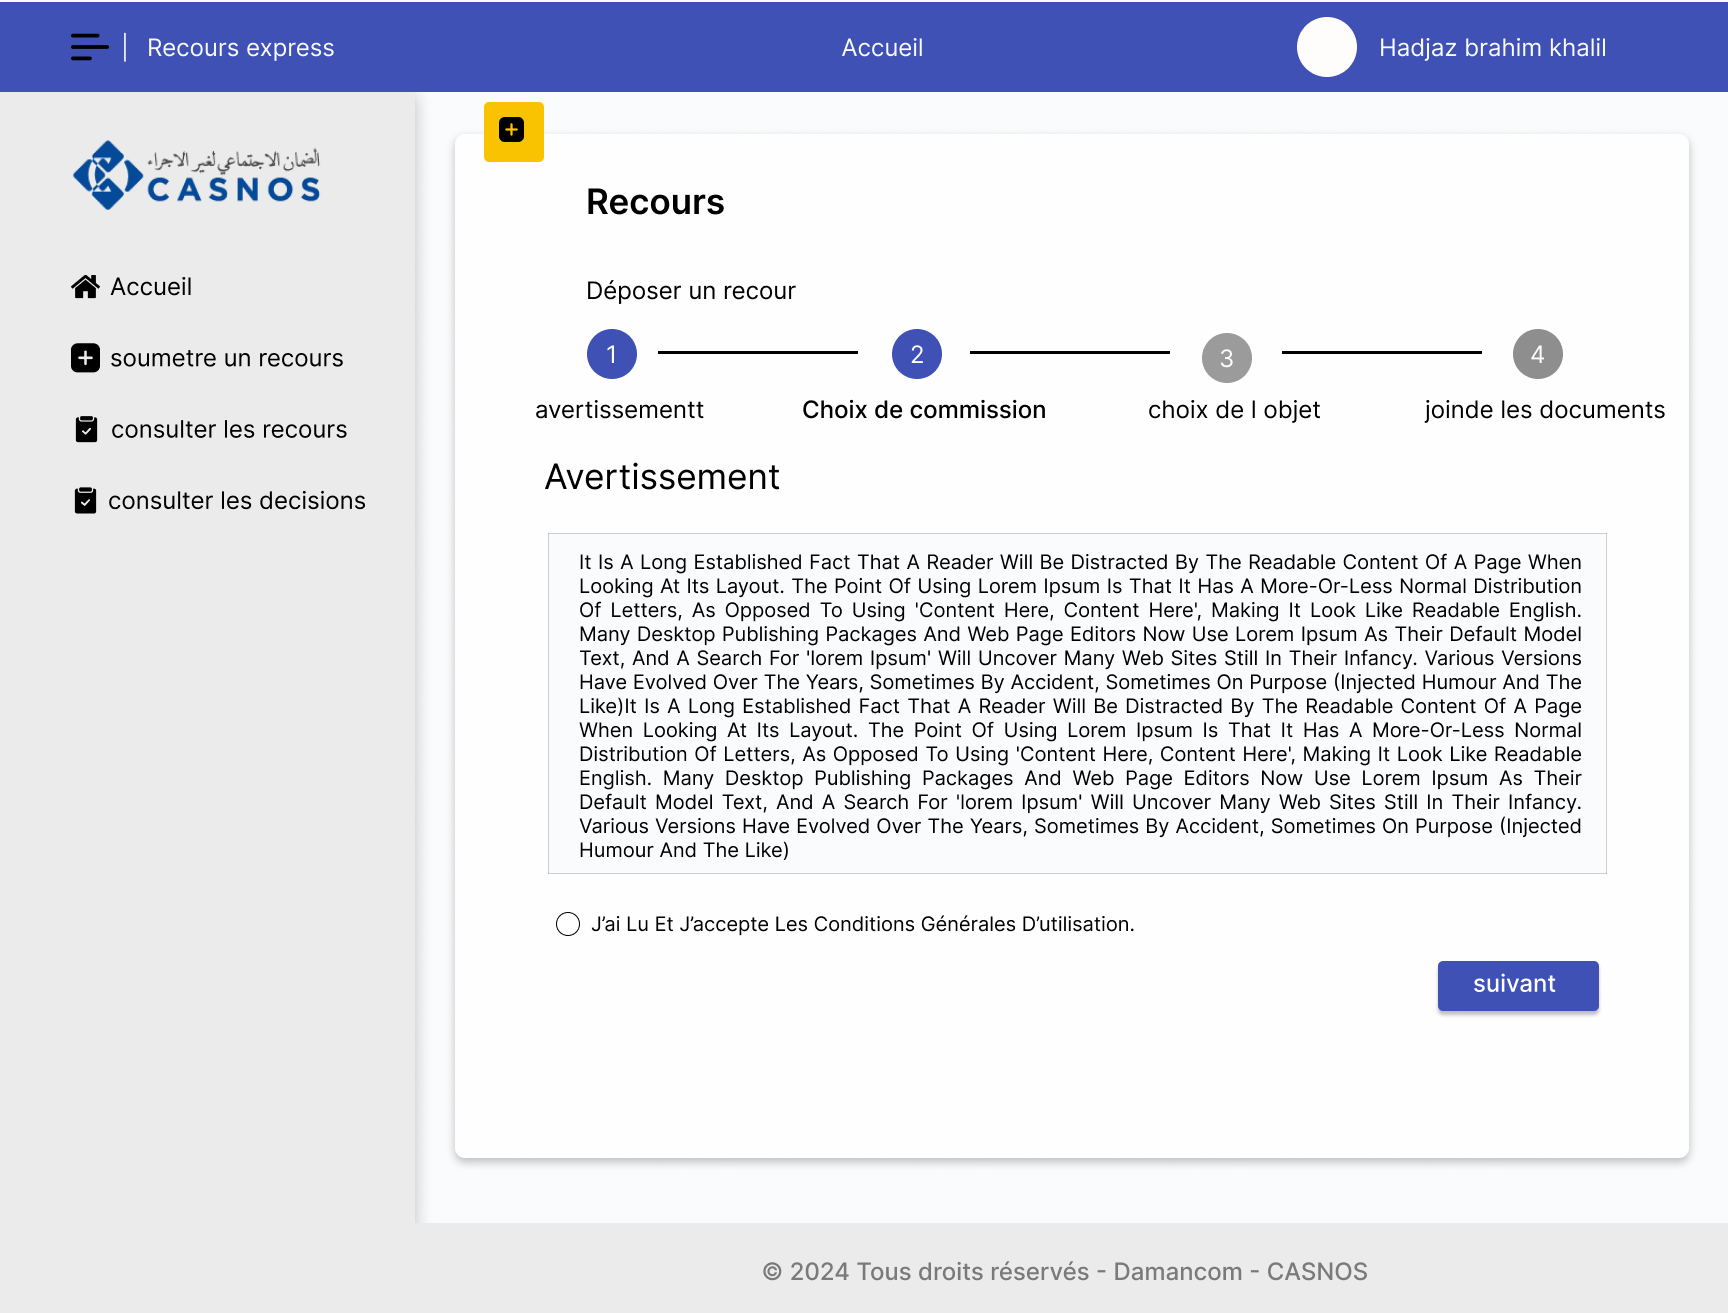 Recours express
Accueil
Hadjaz brahim khalil
الضمان الاجتماعي لغير الاجراء
CASNOS
Accueil
soumetre un recours
consulter les recours
consulter les decisions
Recours
Déposer un recour
1
2
3
4
avertissementt
Choix de commission
choix de l objet
joinde les documents
Avertissement
It Is A Long Established Fact That A Reader Will Be Distracted By The Readable Content Of A Page When
Looking At Its Layout. The Point Of Using Lorem Ipsum Is That It Has A More-Or-Less Normal Distribution
Of Letters, As Opposed To Using 'Content Here, Content Here', Making It Look Like Readable English.
Many Desktop Publishing Packages And Web Page Editors Now Use Lorem Ipsum As Their Default Model
Text, And A Search For 'lorem Ipsum' Will Uncover Many Web Sites Still In Their Infancy. Various Versions
Have Evolved Over The Years, Sometimes By Accident, Sometimes On Purpose (Injected Humour And The
Like)It Is A Long Established Fact That A Reader Will Be Distracted By The Readable Content Of A Page
When Looking At Its Layout. The Point Of Using Lorem Ipsum Is That It Has A More-Or-Less Normal
Distribution Of Letters, As Opposed To Using 'Content Here, Content Here', Making It Look Like Readable
English. Many Desktop Publishing Packages And Web Page Editors Now Use Lorem Ipsum As Their
Default Model Text, And A Search For 'lorem Ipsum' Will Uncover Many Web Sites Still In Their Infancy.
Various Versions Have Evolved Over The Years, Sometimes By Accident, Sometimes On Purpose (Injected
Humour And The Like)
J’ai Lu Et J’accepte Les Conditions Générales D’utilisation.
suivant
© 2024 Tous droits réservés - Damancom - CASNOS